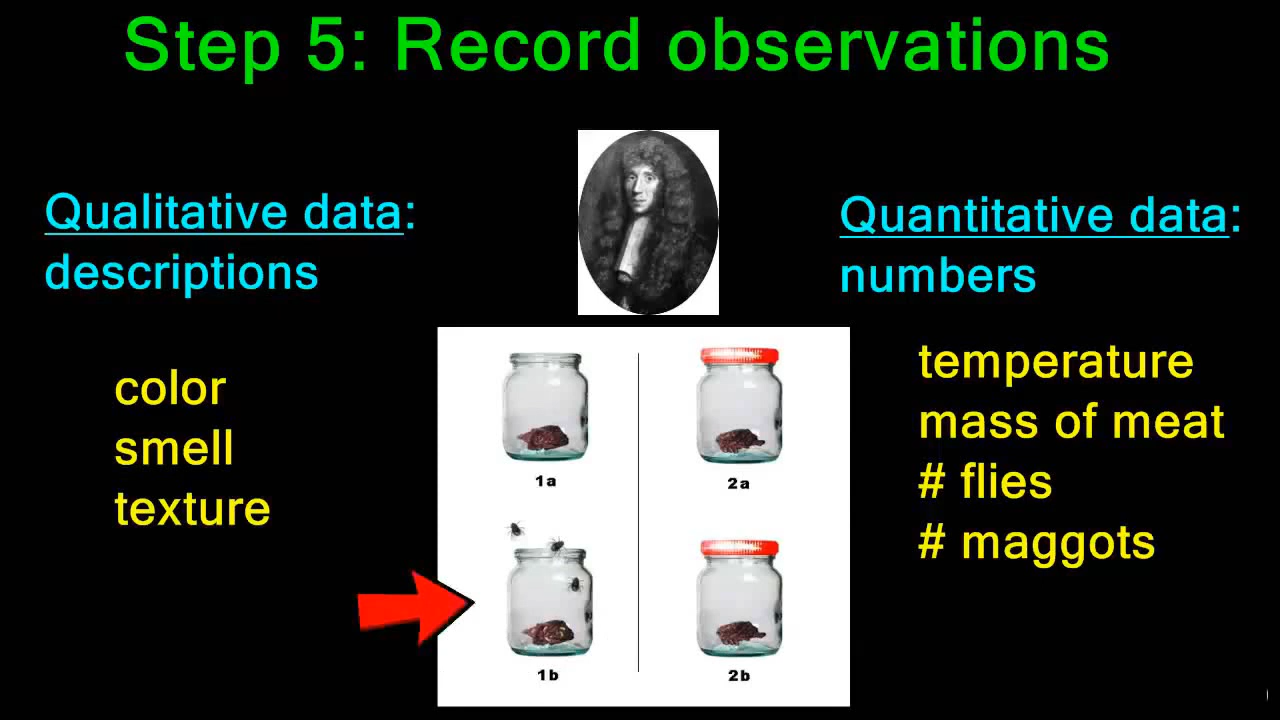 Step 5: Record observations
Qualitative data:
descriptions
color
smell
texture
Quantitative data:
numbers
temperature
mass of meat
# flies
# maggots
1a
2a
1b
2b